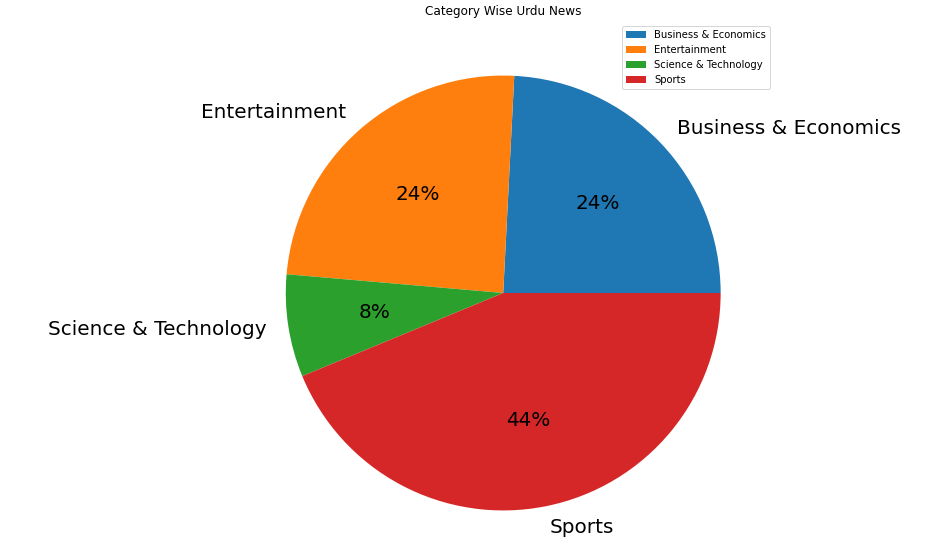 Category Wise Urdu News
Business & Economics
Entertainment
Science & Technology
Sports
Entertainment
Business & Economics
24%
24%
8%
Science & Technology
44%
Sports